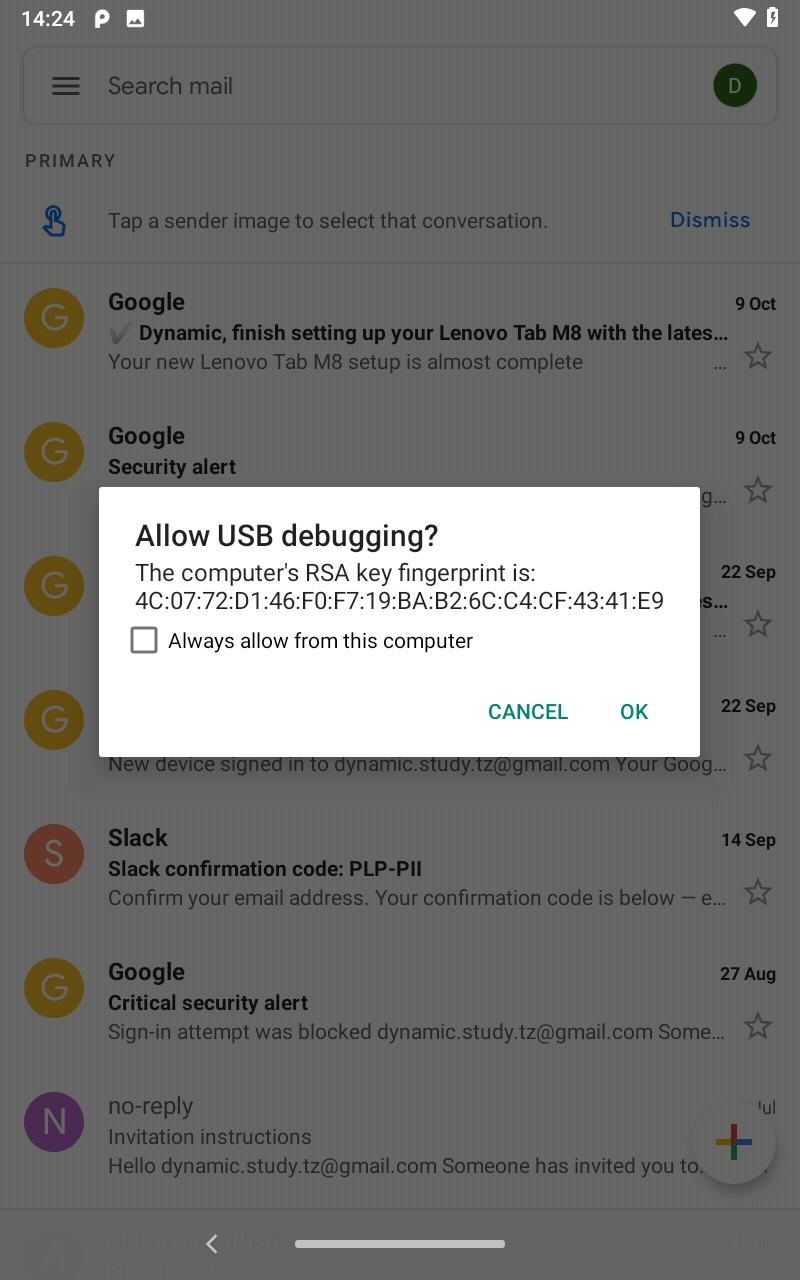 14:24
Search mail
D
PRIMARY
Tap a sender image to select that conversation.
Dismiss
G
Google
9 Oct
✔ Dynamic, finish setting up your Lenovo Tab M8 with the lates...
Your new Lenovo Tab M8 setup is almost complete ...
G
Google
9 Oct
Security alert
g...
Allow USB debugging?
The computer's RSA key fingerprint is:
4C:07:72:D1:46:F0:F7:19:BA:B2:6C:C4:CF:43:41:E9
Always allow from this computer
CANCEL
OK
G
22 Sep
es...
...
G
22 Sep
New device signed in to dynamic.study.tz@gmail.com Your Goog...
S
Slack
14 Sep
Slack confirmation code: PLP-PII
Confirm your email address. Your confirmation code is below — e...
G
Google
27 Aug
Critical security alert
Sign-in attempt was blocked dynamic.study.tz@gmail.com Some...
N
no-reply
Jul
Invitation instructions
Hello dynamic.study.tz@gmail.com Someone has invited you to.